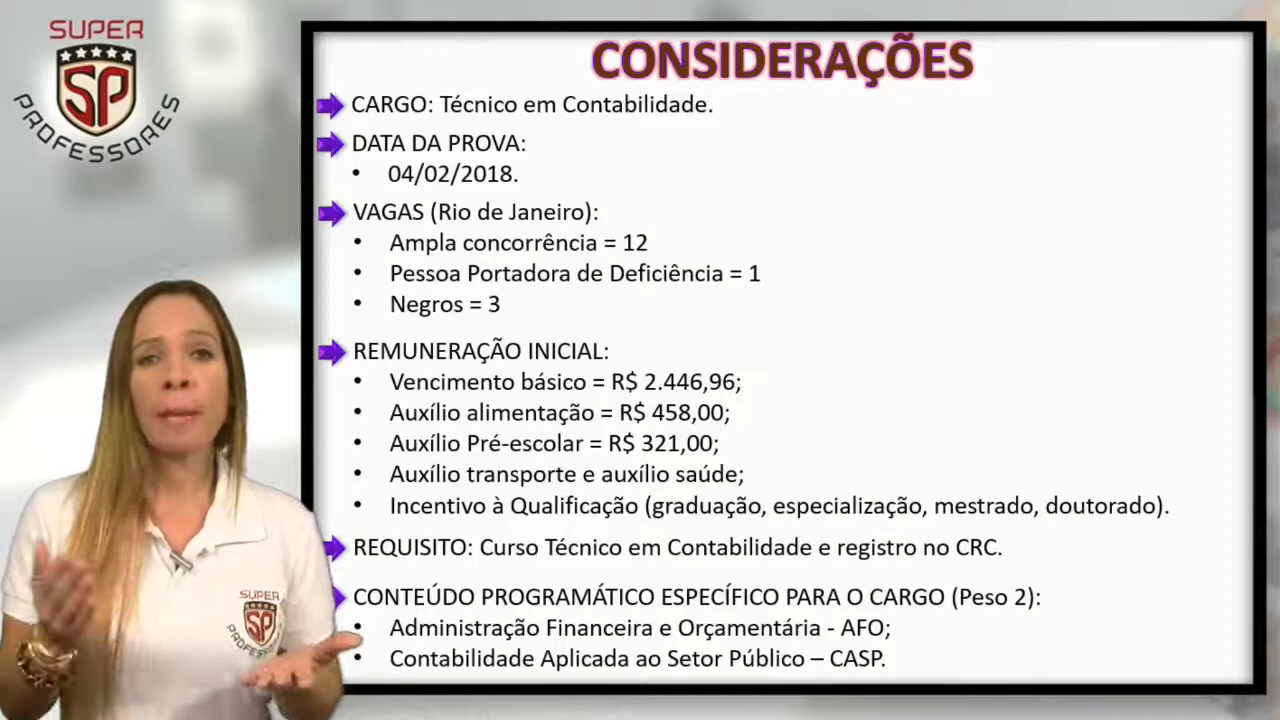 SUPER
SP
PROFESSORES
CONSIDERAÇÕES
CARGO: Técnico em Contabilidade.
DATA DA PROVA:
• 04/02/2018.
VAGAS (Rio de Janeiro):
• Ampla concorrência = 12
• Pessoa Portadora de Deficiência = 1
• Negros = 3
REMUNERAÇÃO INICIAL:
• Vencimento básico = R$ 2.446,96;
• Auxílio alimentação = R$ 458,00;
• Auxílio Pré-escolar = R$ 321,00;
• Auxílio transporte e auxílio saúde;
• Incentivo à Qualificação (graduação, especialização, mestrado, doutorado).
REQUISITO: Curso Técnico em Contabilidade e registro no CRC.
CONTEÚDO PROGRAMÁTICO ESPECÍFICO PARA O CARGO (Peso 2):
• Administração Financeira e Orçamentária - AFO;
• Contabilidade Aplicada ao Setor Público – CASP.
SUPER
SP
PROFESSORES